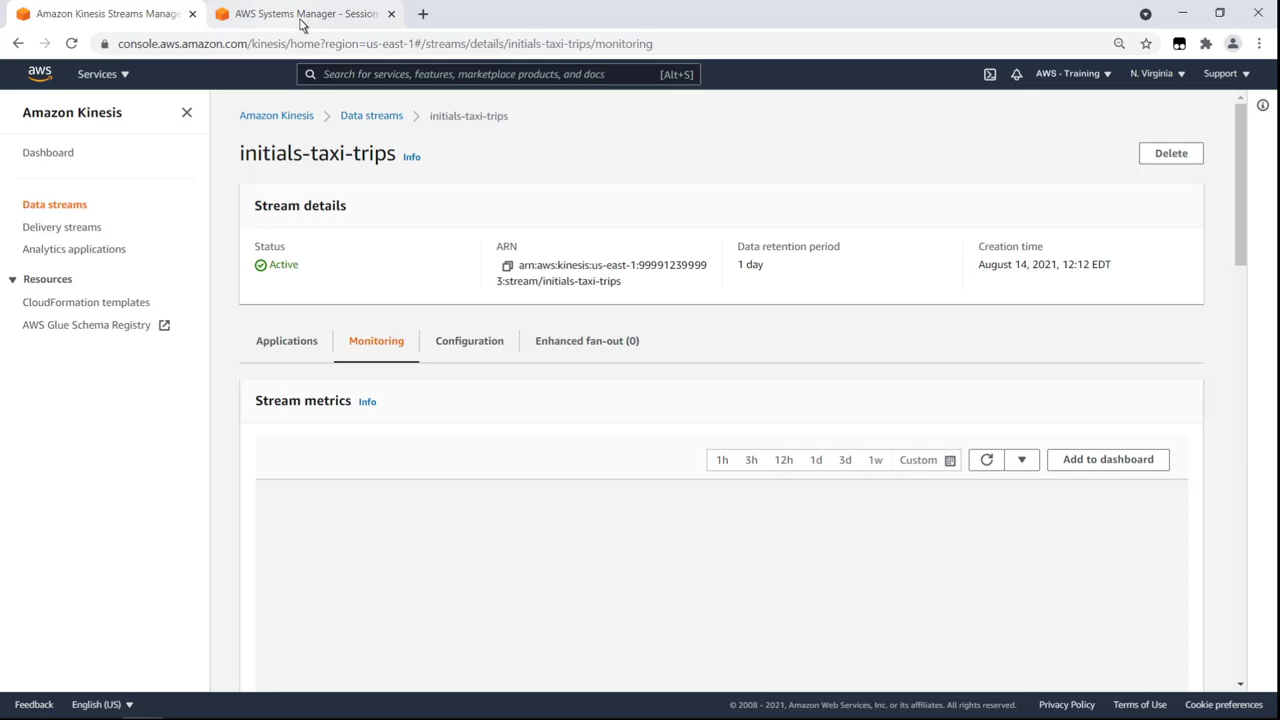 Amazon Kinesis Streams Manage
AWS Systems Manager - Session
console.aws.amazon.com/kinesis/home?region=us-east-1#/streams/details/initials-taxi-trips/monitoring
aws
Services
Search for services, features, marketplace products, and docs
[Alt+S]
AWS - Training
N. Virginia
Support
Amazon Kinesis
Dashboard
Data streams
Delivery streams
Analytics applications
Resources
CloudFormation templates
AWS Glue Schema Registry
Amazon Kinesis
Data streams
initials-taxi-trips
initials-taxi-trips
Info
Delete
Stream details
Status
Active
ARN
arn:aws:kinesis:us-east-1:99991239999
3:stream/initials-taxi-trips
Data retention period
1 day
Creation time
August 14, 2021, 12:12 EDT
Applications
Monitoring
Configuration
Enhanced fan-out (0)
Stream metrics
Info
1h
3h
12h
1d
3d
1w
Custom
Add to dashboard
Feedback
English (US)
© 2008 - 2021, Amazon Web Services, Inc. or its affiliates. All rights reserved.
Privacy Policy
Terms of Use
Cookie preferences